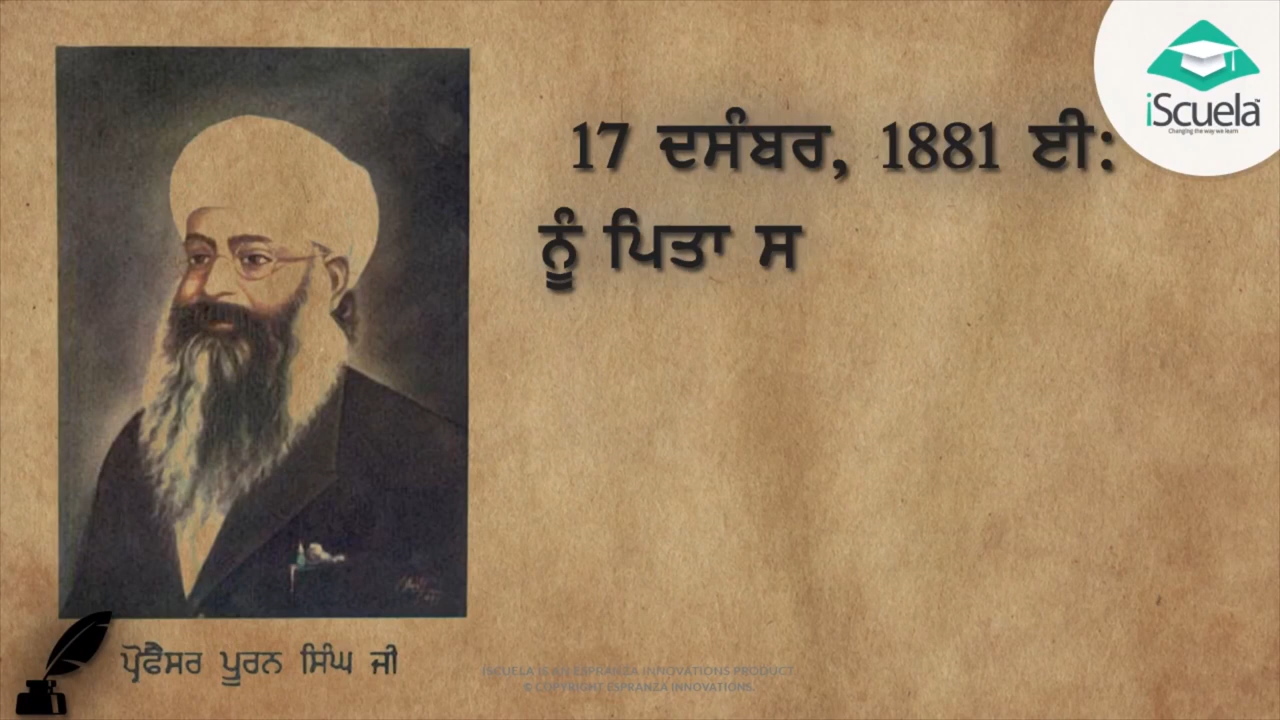 iScuela
Changing the way we learn
17 ਦਸੰਬਰ, 1881 ਈ:
ਨੂੰ ਪਿਤਾ ਸ
ਪ੍ਰੋਫੈਸਰ ਪੂਰਨ ਸਿੰਘ ਜੀ
ISCUELA IS AN ESPRANZA INNOVATIONS PRODUCT.
© COPYRIGHT ESPRANZA INNOVATIONS.